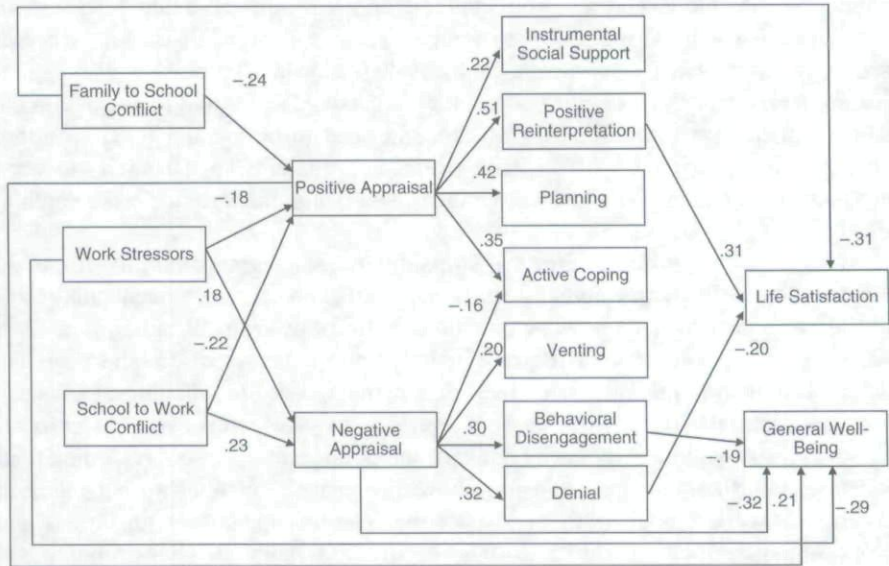 Instrumental
Social Support
-.24
.22
Family to School
Conflict
.51
Positive
Reinterpretation
Positive Appraisal
-.18
.42
Planning
.35
-.31
Work Stressors
.31
Active Coping
.18
-.16
Life Satisfaction
-.22
.20
Venting
-.20
School to Work
Conflict
Negative
Appraisal
.30
Behavioral
Disengagement
General Well-
Being
.23
-.19
.32
Denial
-.32
.21
-.29